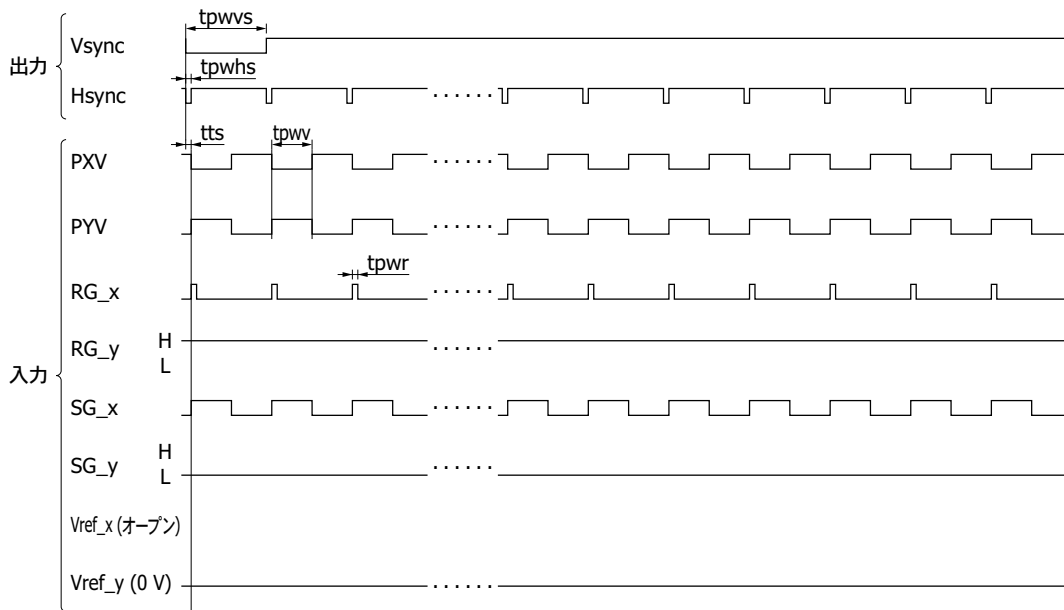 出力
tpwvs
Vsync
tpwhs
Hsync
······
入力
tts
tpwv
PXV
······
PYV
······
tpwr
RG_x
······
RG_y
H
L
······
SG_x
······
SG_y
H
L
······
Vref_x (オープン)
Vref_y (0 V)
······